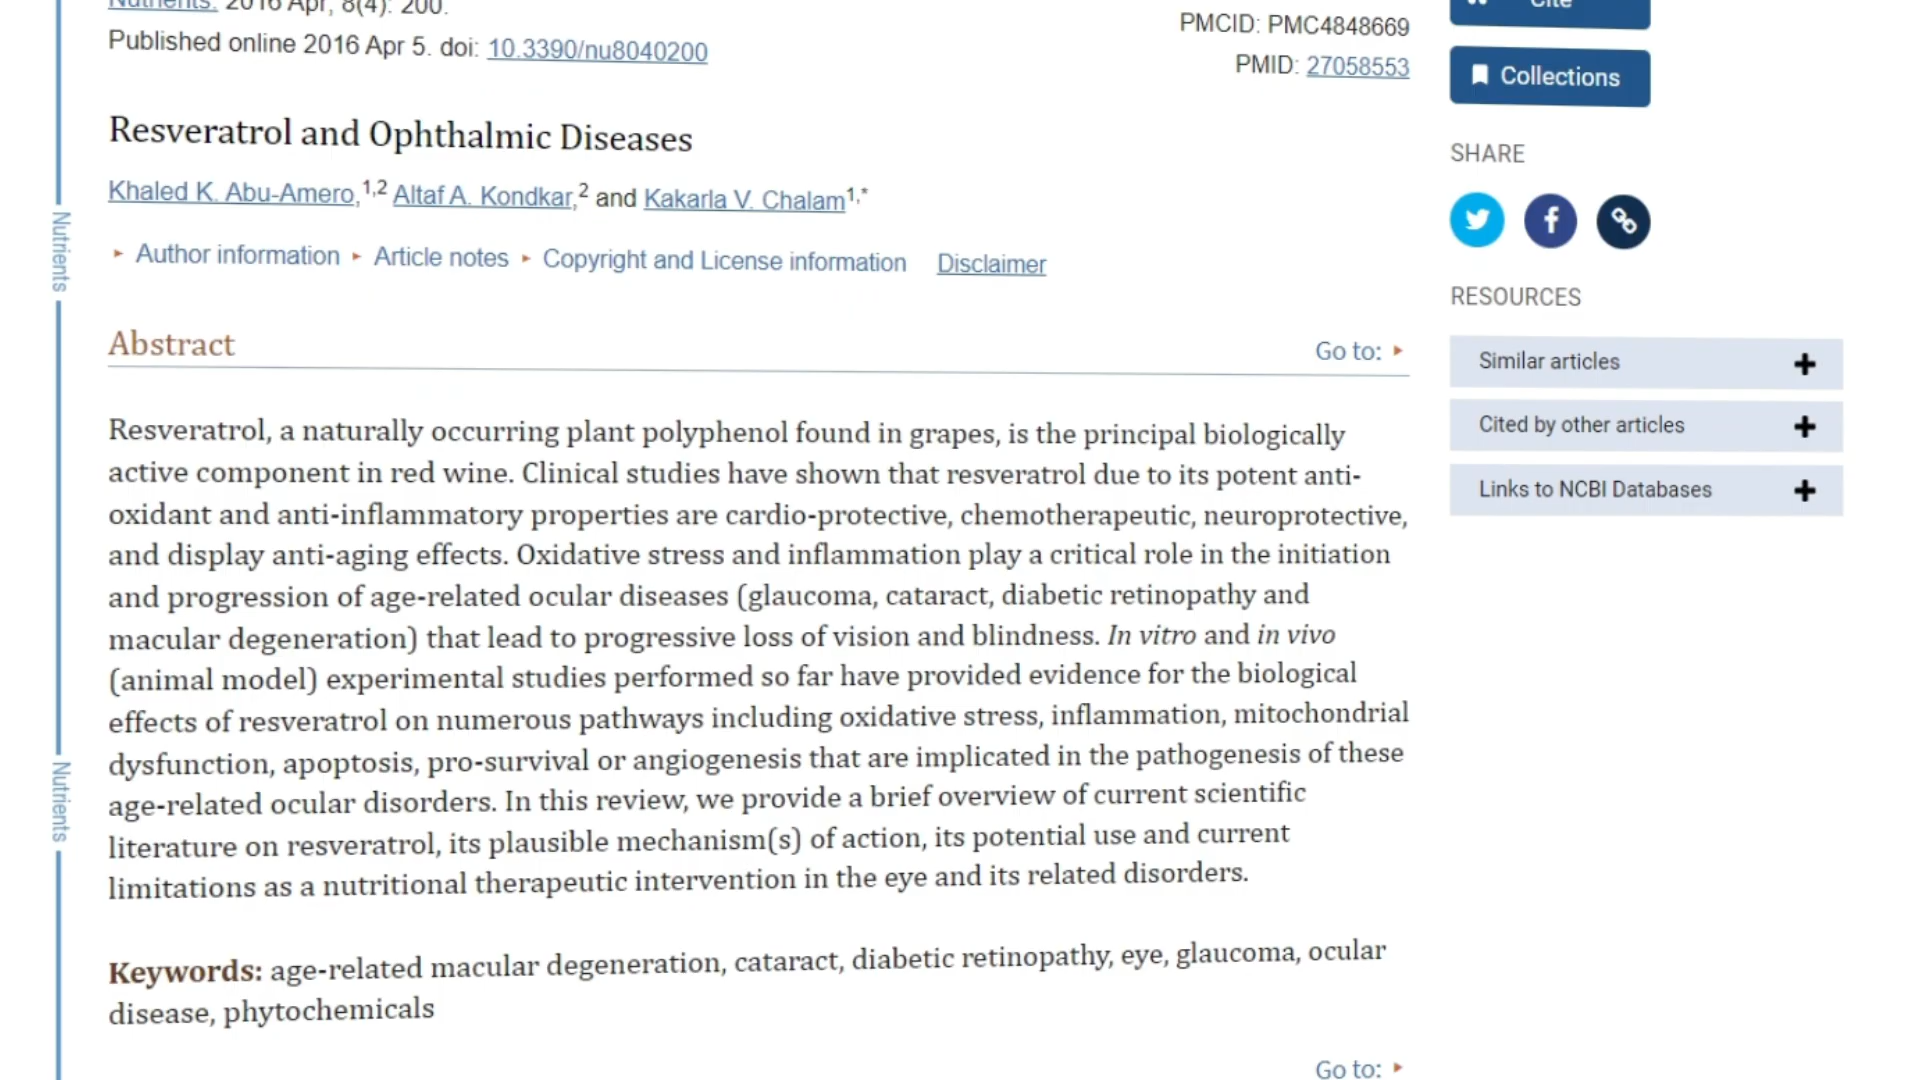 Nutrients. 2016 Apr; 8(4): 200.
Published online 2016 Apr 5. doi: 10.3390/nu8040200
PMCID: PMC4848669
PMID: 27058553
Resveratrol and Ophthalmic Diseases
Khaled K. Abu-Amero,1,2 Altaf A. Kondkar,2 and Kakarla V. Chalam1,*
Author information Article notes Copyright and License information Disclaimer
Abstract
Go to:
Resveratrol, a naturally occurring plant polyphenol found in grapes, is the principal biologically
active component in red wine. Clinical studies have shown that resveratrol due to its potent anti-
oxidant and anti-inflammatory properties are cardio-protective, chemotherapeutic, neuroprotective,
and display anti-aging effects. Oxidative stress and inflammation play a critical role in the initiation
and progression of age-related ocular diseases (glaucoma, cataract, diabetic retinopathy and
macular degeneration) that lead to progressive loss of vision and blindness. In vitro and in vivo
(animal model) experimental studies performed so far have provided evidence for the biological
effects of resveratrol on numerous pathways including oxidative stress, inflammation, mitochondrial
dysfunction, apoptosis, pro-survival or angiogenesis that are implicated in the pathogenesis of these
age-related ocular disorders. In this review, we provide a brief overview of current scientific
literature on resveratrol, its plausible mechanism(s) of action, its potential use and current
limitations as a nutritional therapeutic intervention in the eye and its related disorders.
Keywords: age-related macular degeneration, cataract, diabetic retinopathy, eye, glaucoma, ocular
disease, phytochemicals
Go to:
Nutrients
Nutrients
Cite
Collections
SHARE
RESOURCES
Similar articles
Cited by other articles
Links to NCBI Databases